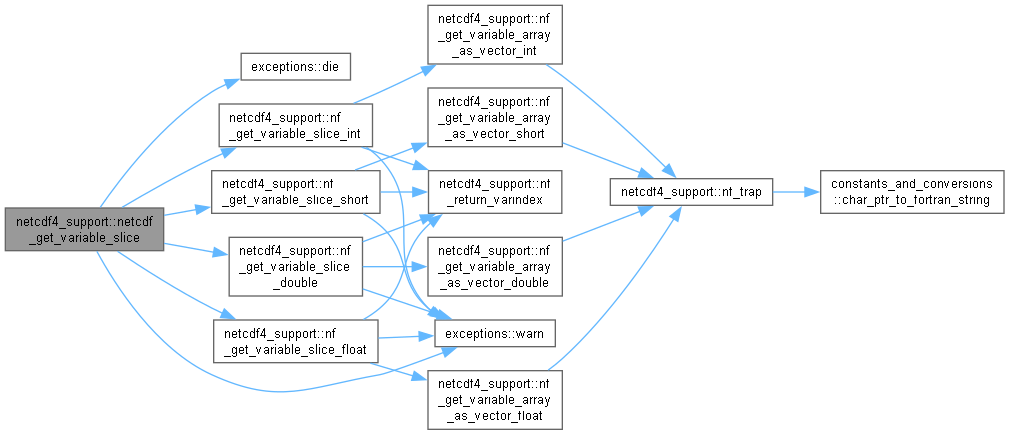 netcdf4_support::netcdf
_get_variable_slice
exceptions::die
netcdf4_support::nf
_get_variable_slice_int
netcdf4_support::nf
_get_variable_slice_short
netcdf4_support::nf
_get_variable_slice
_double
netcdf4_support::nf
_get_variable_slice_float
netcdf4_support::nf
_get_variable_array
_as_vector_int
netcdf4_support::nf
_get_variable_array
_as_vector_short
netcdf4_support::nf
_return_varindex
netcdf4_support::nf
_get_variable_array
_as_vector_double
exceptions::warn
netcdf4_support::nf
_get_variable_array
_as_vector_float
netcdf4_support::nf_trap
constants_and_conversions
::char_ptr_to_fortran_string